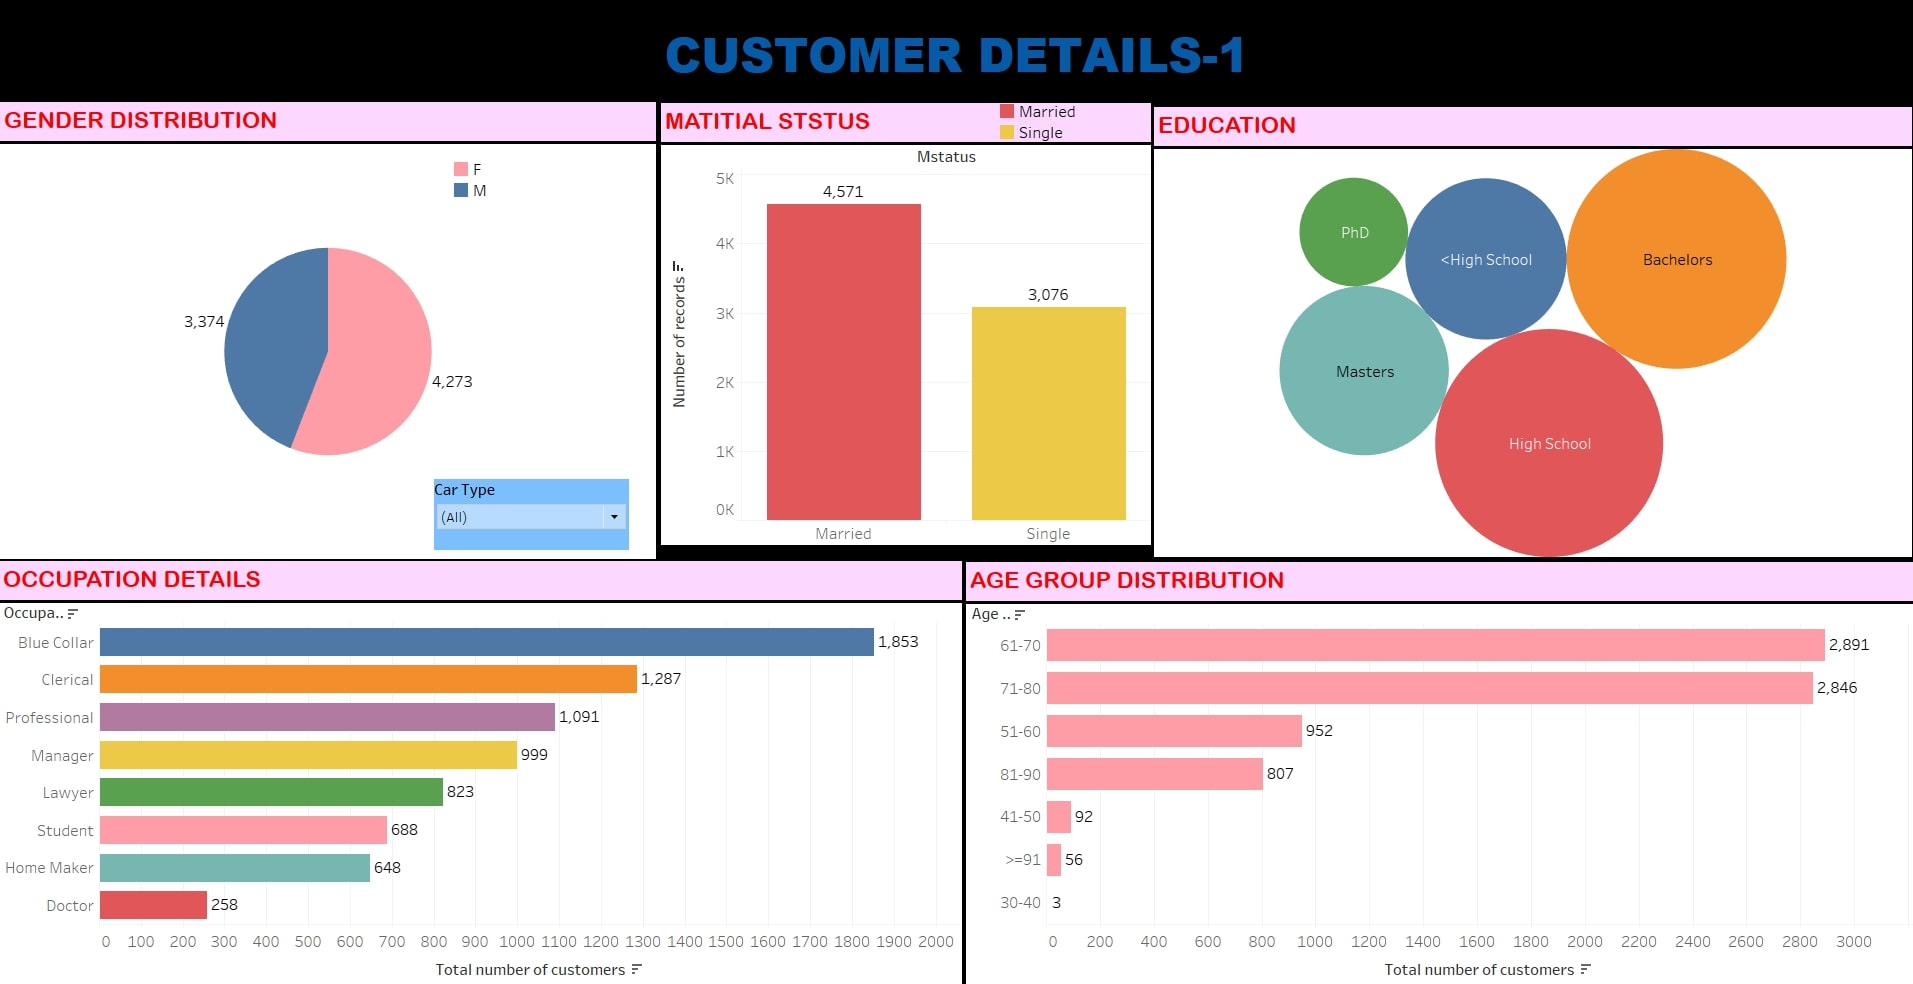 CUSTOMER DETAILS-1
GENDER DISTRIBUTION
F
M
3,374
4,273
Car Type
(All)
MATITIAL STSTUS
Married
Single
Mstatus
Number of records
5K
4K
3K
2K
1K
0K
4,571
3,076
Married
Single
EDUCATION
PhD
<High School
Bachelors
Masters
High School
OCCUPATION DETAILS
Occupa..
Blue Collar 1,853
Clerical 1,287
Professional 1,091
Manager 999
Lawyer 823
Student 688
Home Maker 648
Doctor 258
0 100 200 300 400 500 600 700 800 900 1000 1100 1200 1300 1400 1500 1600 1700 1800 1900 2000
Total number of customers
AGE GROUP DISTRIBUTION
Age ..
61-70 2,891
71-80 2,846
51-60 952
81-90 807
41-50 92
>=91 56
30-40 3
0 200 400 600 800 1000 1200 1400 1600 1800 2000 2200 2400 2600 2800 3000
Total number of customers